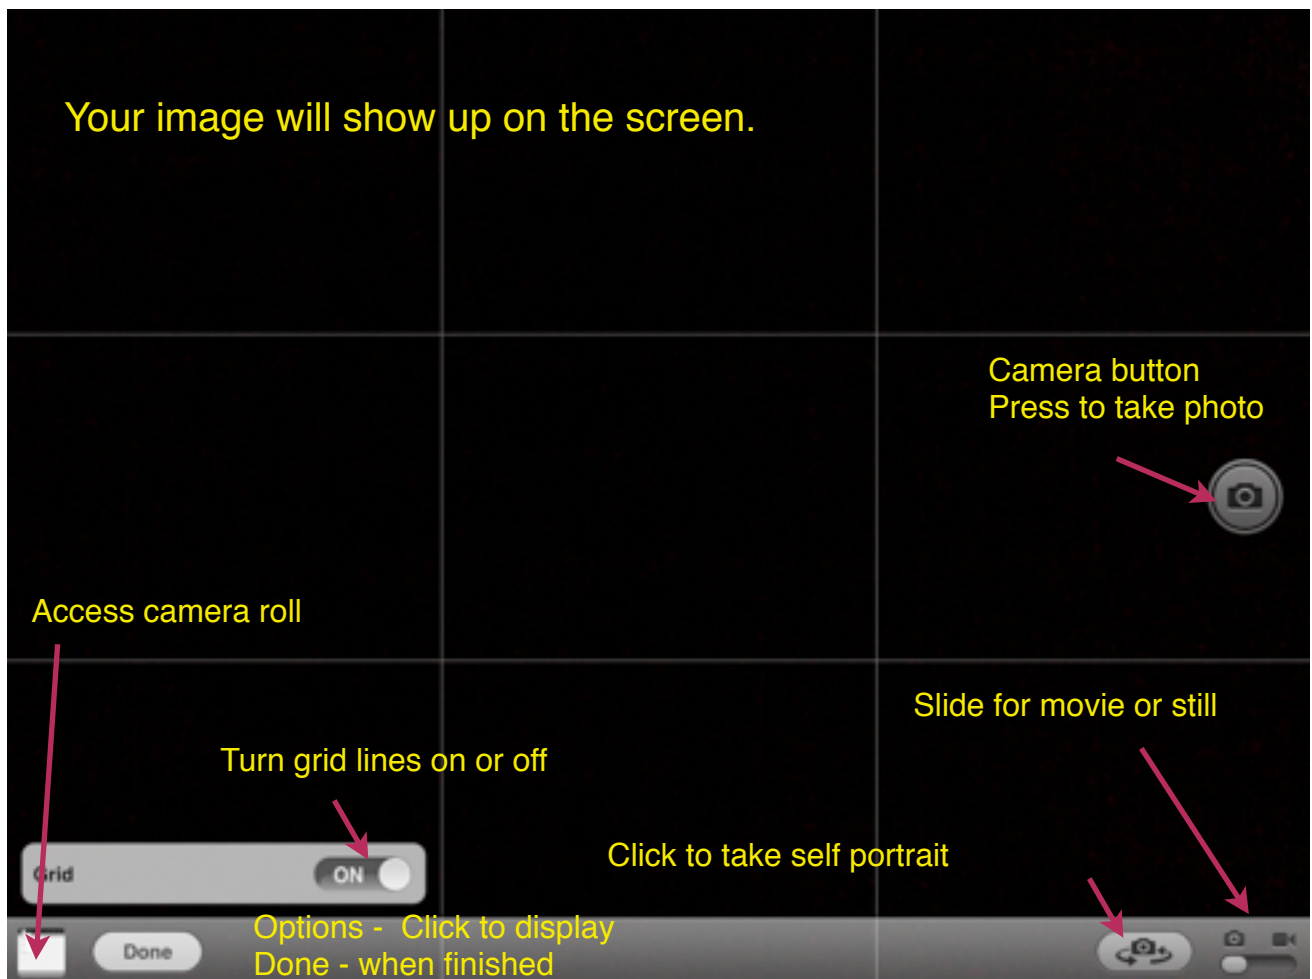 Your image will show up on the screen.
Camera button
Press to take photo
Access camera roll
Slide for movie or still
Turn grid lines on or off
Click to take self portrait
Grid
ON
Options - Click to display
Done - when finished
Done